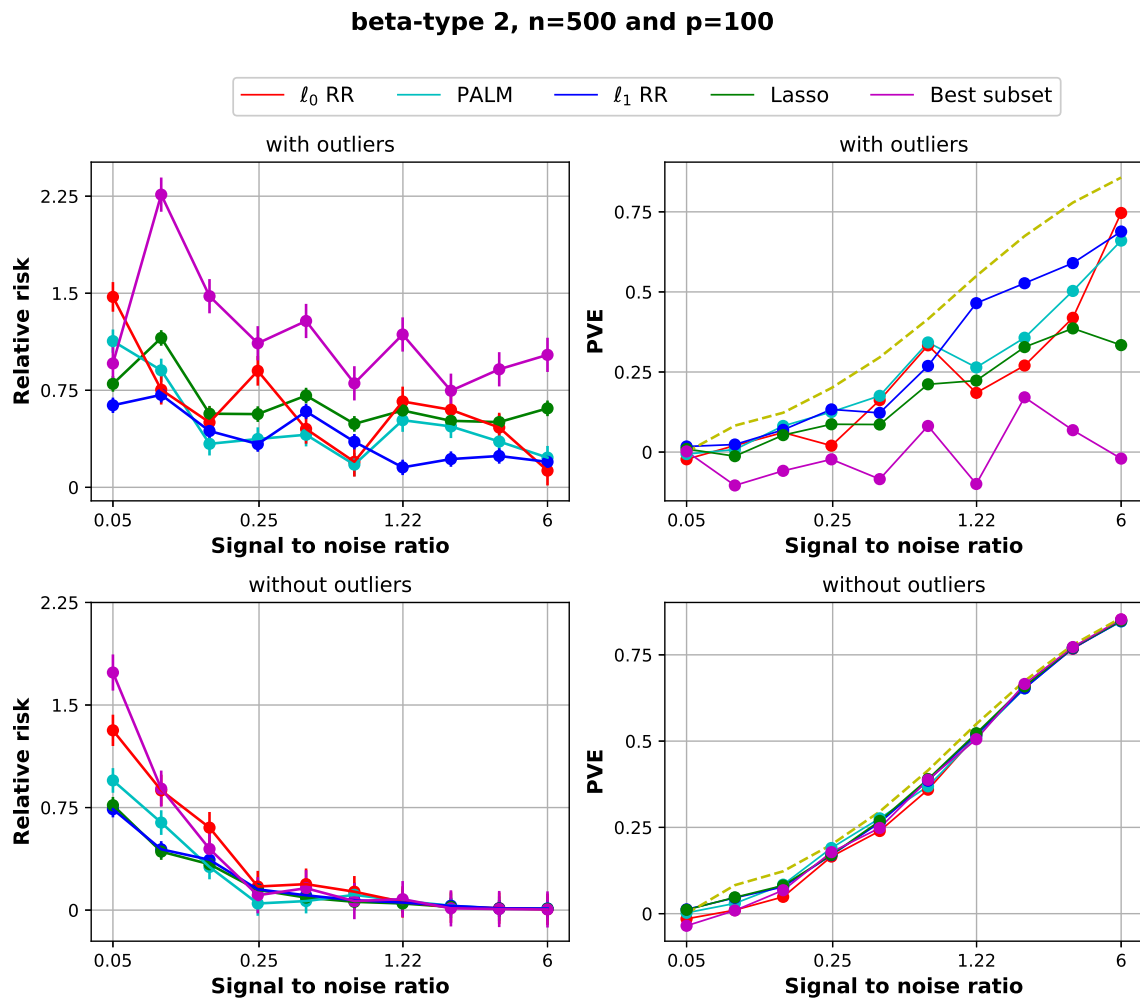 beta-type 2, n=500 and p=100
ℓ₀ RR PALM ℓ₁ RR Lasso Best subset
with outliers
Relative risk
2.25
1.5
0.75
0
0.05 0.25 1.22 6
Signal to noise ratio
with outliers
PVE
0.75
0.5
0.25
0
0.05 0.25 1.22 6
Signal to noise ratio
without outliers
Relative risk
2.25
1.5
0.75
0
0.05 0.25 1.22 6
Signal to noise ratio
without outliers
PVE
0.75
0.5
0.25
0
0.05 0.25 1.22 6
Signal to noise ratio